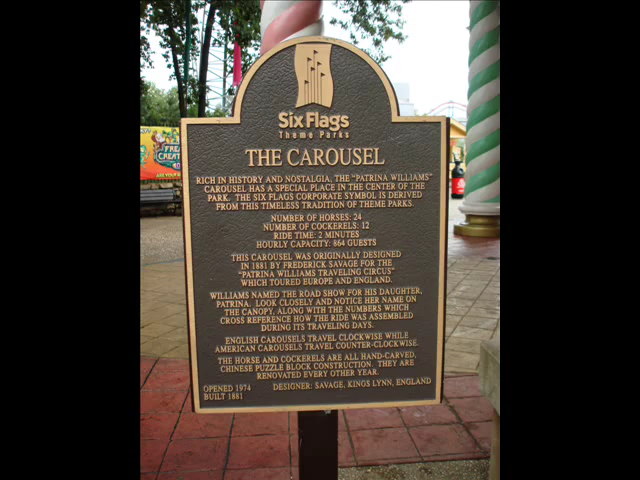 Six Flags
Theme Parks
THE CAROUSEL
RICH IN HISTORY AND NOSTALGIA, THE "PATRINA WILLIAMS"
CAROUSEL HAS A SPECIAL PLACE IN THE CENTER OF THE
PARK. THE SIX FLAGS CORPORATE SYMBOL IS DERIVED
FROM THIS TIMELESS TRADITION OF THEME PARKS.
NUMBER OF HORSES: 24
NUMBER OF COCKERELS: 12
RIDE TIME: 2 MINUTES
HOURLY CAPACITY: 864 GUESTS
THIS CAROUSEL WAS ORIGINALLY DESIGNED
IN 1881 BY FREDERICK SAVAGE FOR THE
"PATRINA WILLIAMS TRAVELING CIRCUS"
WHICH TOURED EUROPE AND ENGLAND.
WILLIAMS NAMED THE ROAD SHOW FOR HIS DAUGHTER,
PATRINA. LOOK CLOSELY AND NOTICE HER NAME ON
THE CANOPY, ALONG WITH THE NUMBERS WHICH
CROSS REFERENCE HOW THE RIDE WAS ASSEMBLED
DURING ITS TRAVELING DAYS.
ENGLISH CAROUSELS TRAVEL CLOCKWISE WHILE
AMERICAN CAROUSELS TRAVEL COUNTER-CLOCKWISE.
THE HORSE AND COCKERELS ARE ALL HAND-CARVED,
CHINESE PUZZLE BLOCK CONSTRUCTION. THEY ARE
RENOVATED EVERY OTHER YEAR.
OPENED 1974 DESIGNER: SAVAGE, KINGS LYNN, ENGLAND
BUILT 1881